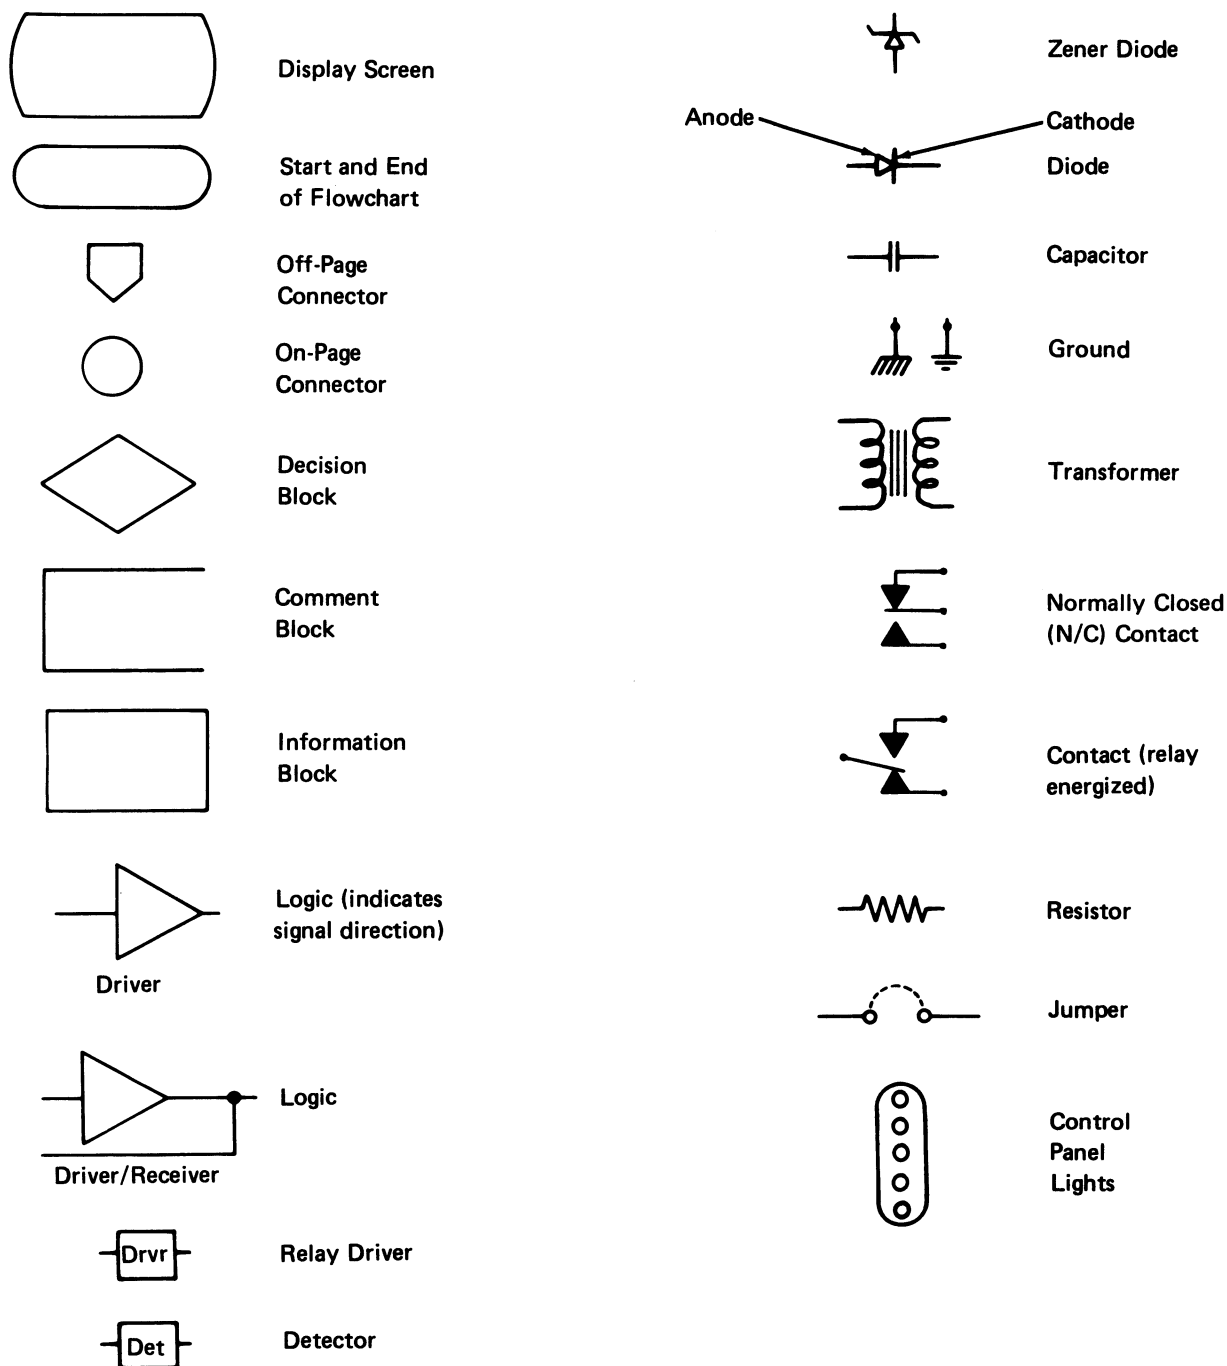 Display Screen
Start and End
of Flowchart
Off-Page
Connector
On-Page
Connector
Decision
Block
Comment
Block
Information
Block
Logic (indicates
signal direction)
Driver
Logic
Driver/Receiver
Drvr
Relay Driver
Det
Detector
Zener Diode
Anode
Cathode
Diode
Capacitor
Ground
Transformer
Normally Closed
(N/C) Contact
Contact (relay
energized)
Resistor
Jumper
Control
Panel
Lights